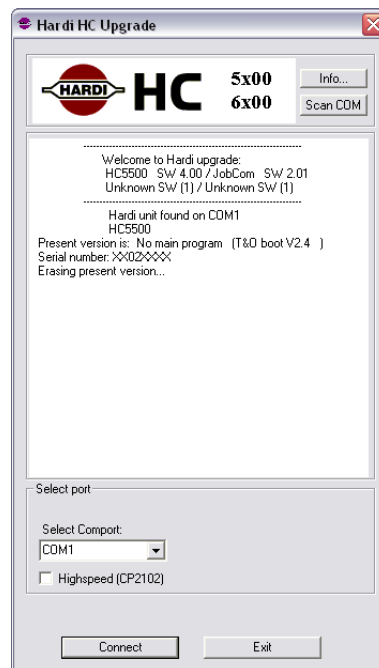 Hardi HC Upgrade
HARDI HC 5x00 Info...
6x00 Scan COM
Welcome to Hardi upgrade:
HC5500 SW 4.00 / JobCom SW 2.01
Unknown SW (1) / Unknown SW (1)
Hardi unit found on COM1
HC5500
Present version is: No main program (T&O boot V2.4 )
Serial number: XX02XXXX
Erasing present version...
Select port
Select Comport:
COM1
Highspeed (CP2102)
Connect Exit